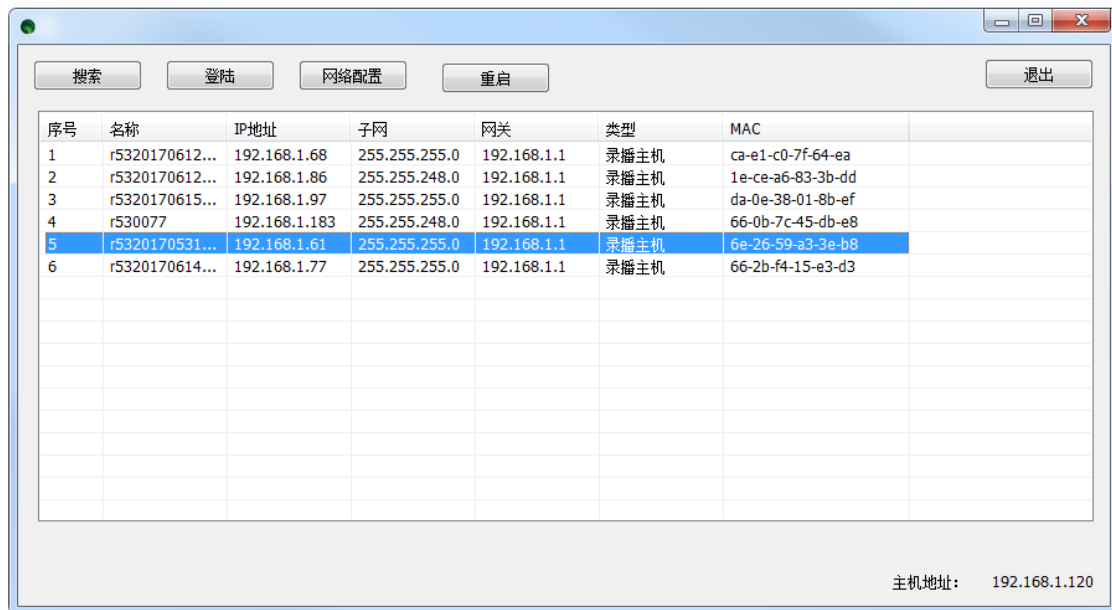 搜索 登陆 网络配置 重启 退出
序号 名称 IP地址 子网 网关 类型 MAC
1 r5320170612... 192.168.1.68 255.255.255.0 192.168.1.1 录播主机 ca-e1-c0-7f-64-ea
2 r5320170612... 192.168.1.86 255.255.248.0 192.168.1.1 录播主机 1e-ce-a6-83-3b-dd
3 r5320170615... 192.168.1.97 255.255.255.0 192.168.1.1 录播主机 da-0e-38-01-8b-ef
4 r530077 192.168.1.183 255.255.248.0 192.168.1.1 录播主机 66-0b-7c-45-db-e8
5 r5320170531... 192.168.1.61 255.255.255.0 192.168.1.1 录播主机 6e-26-59-a3-3e-b8
6 r5320170614... 192.168.1.77 255.255.255.0 192.168.1.1 录播主机 66-2b-f4-15-e3-d3
主机地址: 192.168.1.120